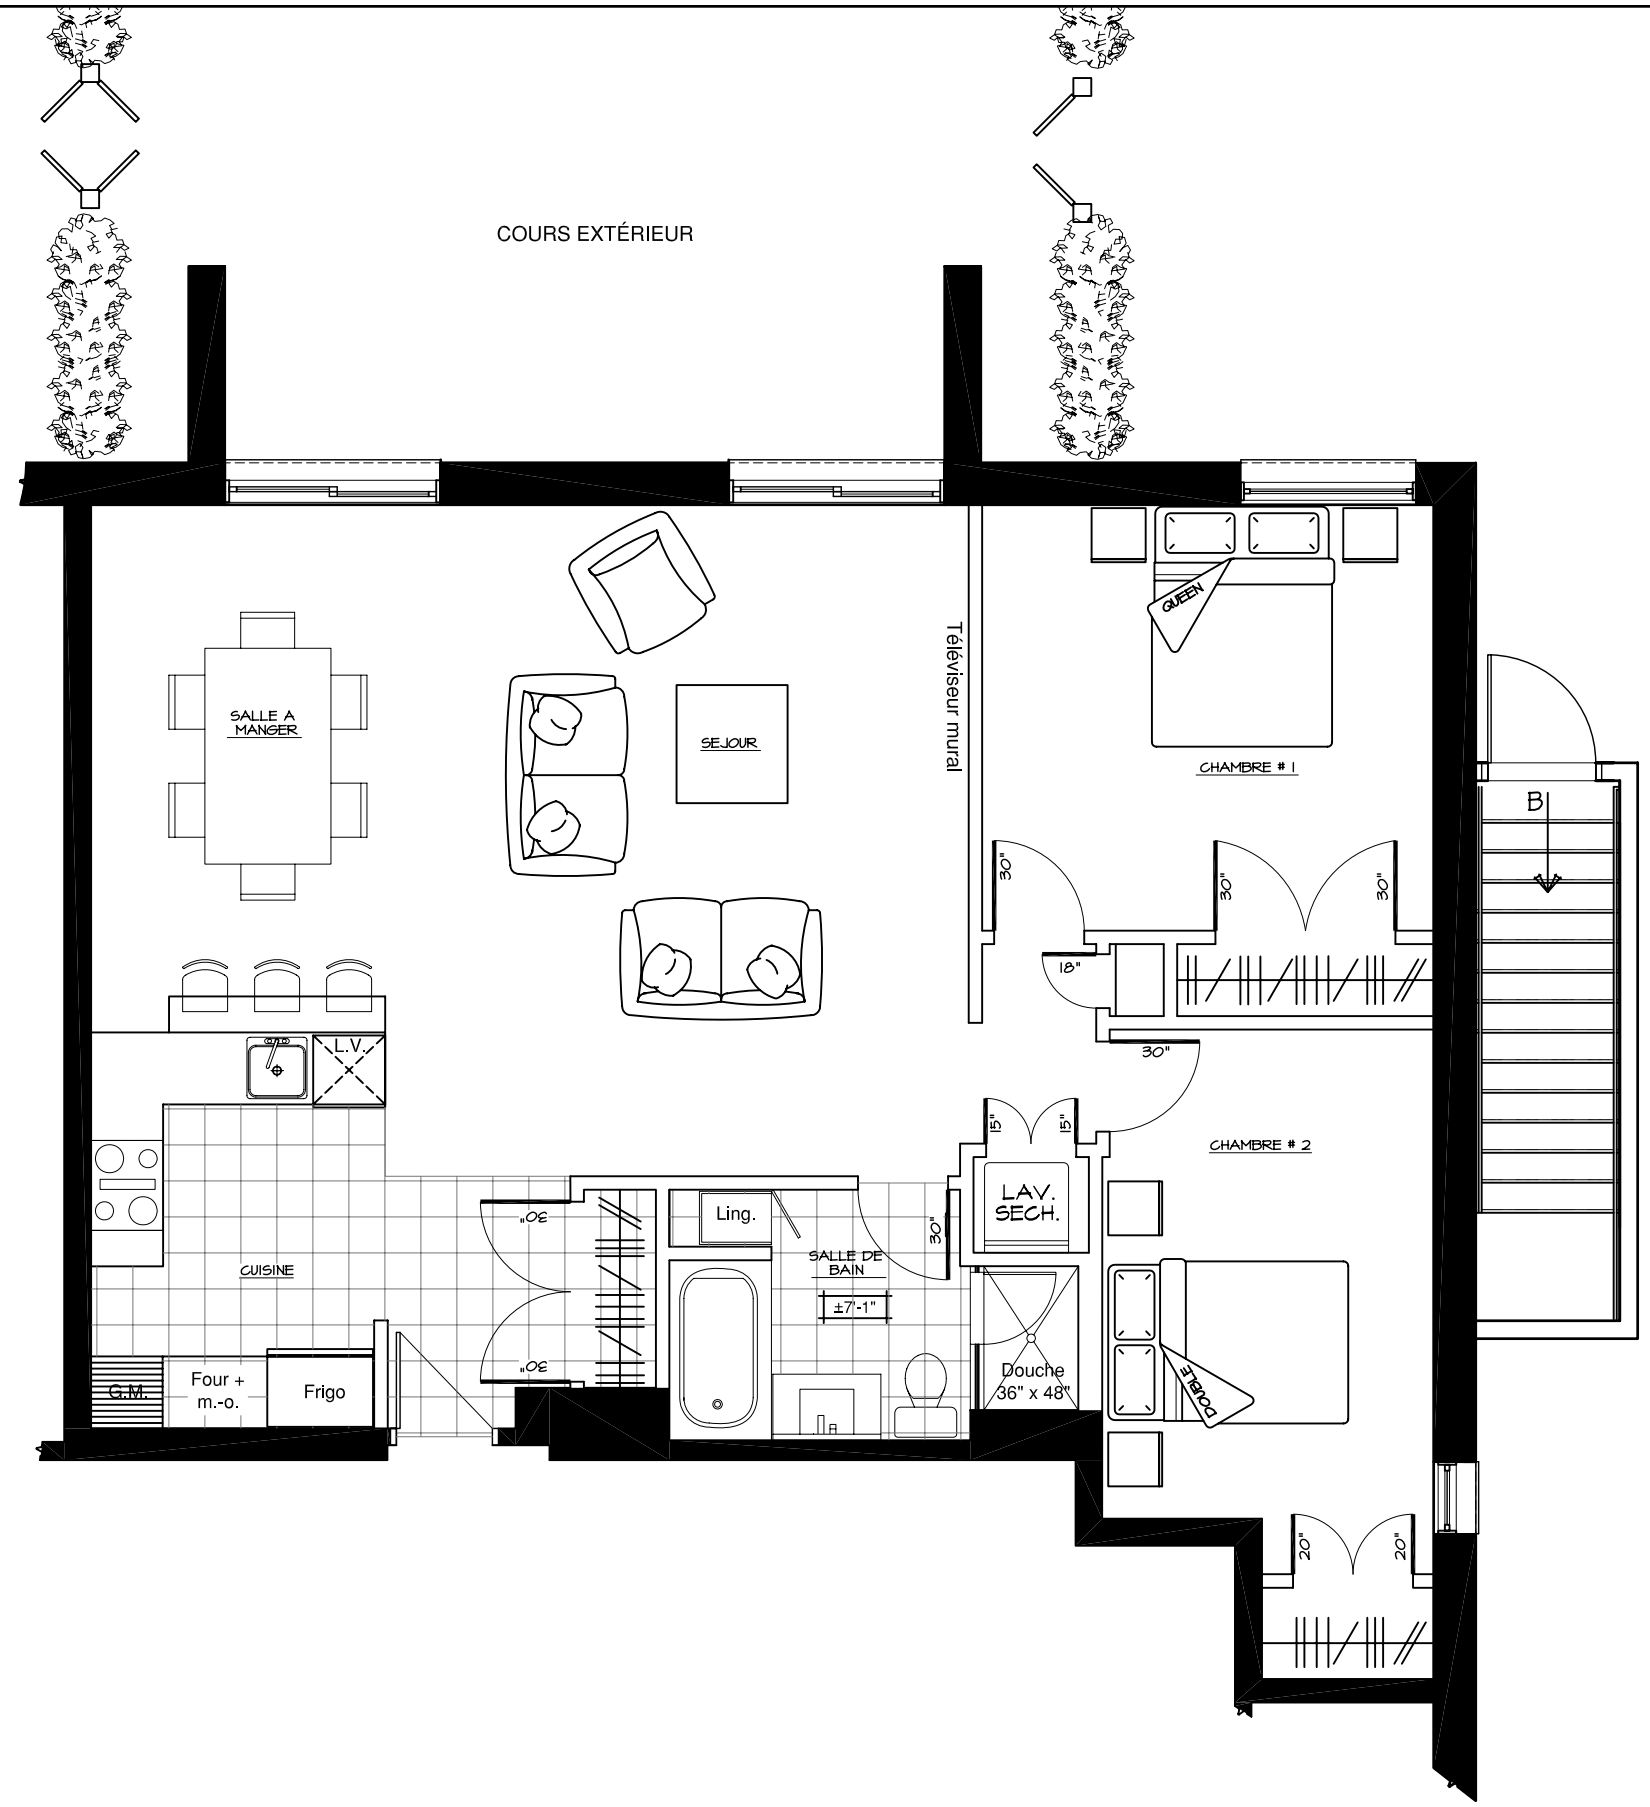 COURS EXTÉRIEUR
QUEEN
SALLE A
MANGER
SEJOUR
Téléviseur mural
CHAMBRE # 1
B
30"
30"
30"
18"
L.V.
30"
15"
15"
CHAMBRE # 2
LAV.
SECH.
Ling.
30"
30"
SALLE DE
BAIN
CUISINE
±7'-1"
30"
Douche
36" x 48"
G.M.
Four +
m.-o.
Frigo
DOUBLE
20"
20"